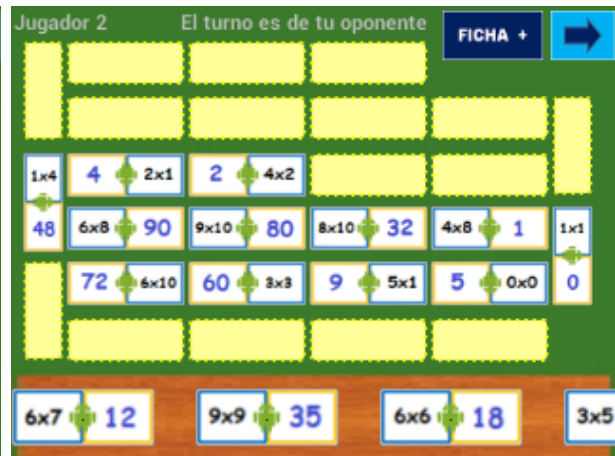 Jugador 2 El turno es de tu oponente FICHA +
1x4 4 2x1 2 4x2
48 6x8 90 9x10 80 8x10 32 4x8 1 1x1
72 6x10 60 3x3 9 5x1 5 0x0 0
6x7 12 9x9 35 6x6 18 3x5